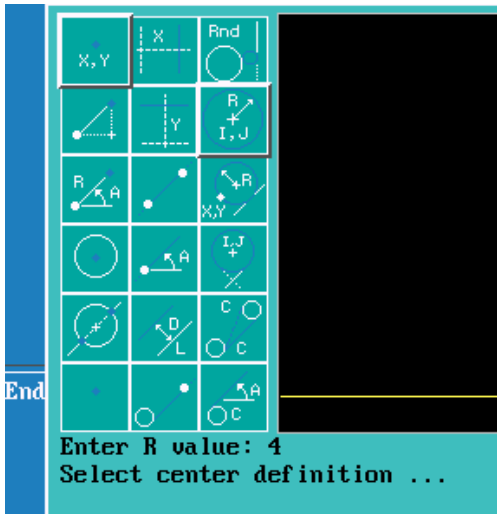 X Rnd
X,Y
R
Y I,J
R A R
X,Y
I,J
A
D C
L C
A
C
End
Enter R value: 4
Select center definition ...